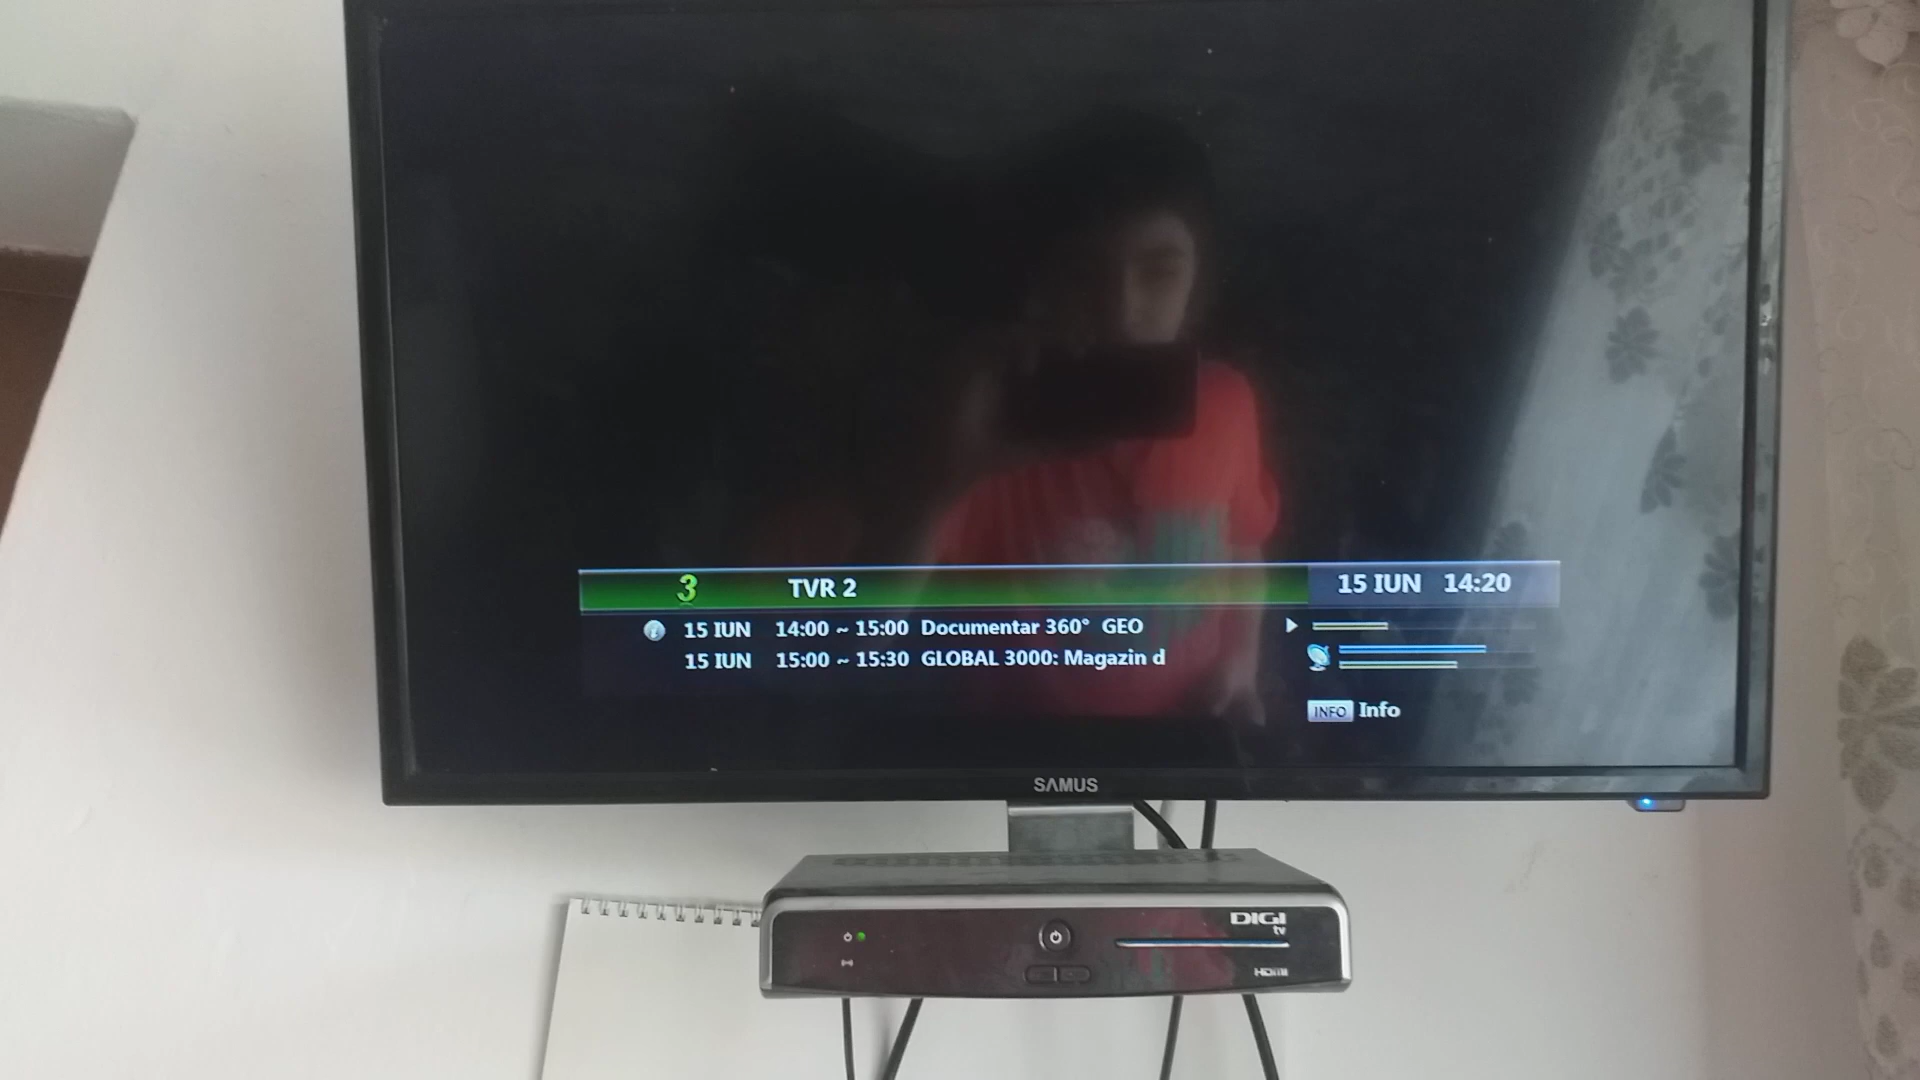 3 TVR 2 15 IUN 14:20
15 IUN 14:00 ~ 15:00 Documentar 360° GEO
15 IUN 15:00 ~ 15:30 GLOBAL 3000: Magazin d
INFO Info
SAMUS
DIGI
tv
HDMI